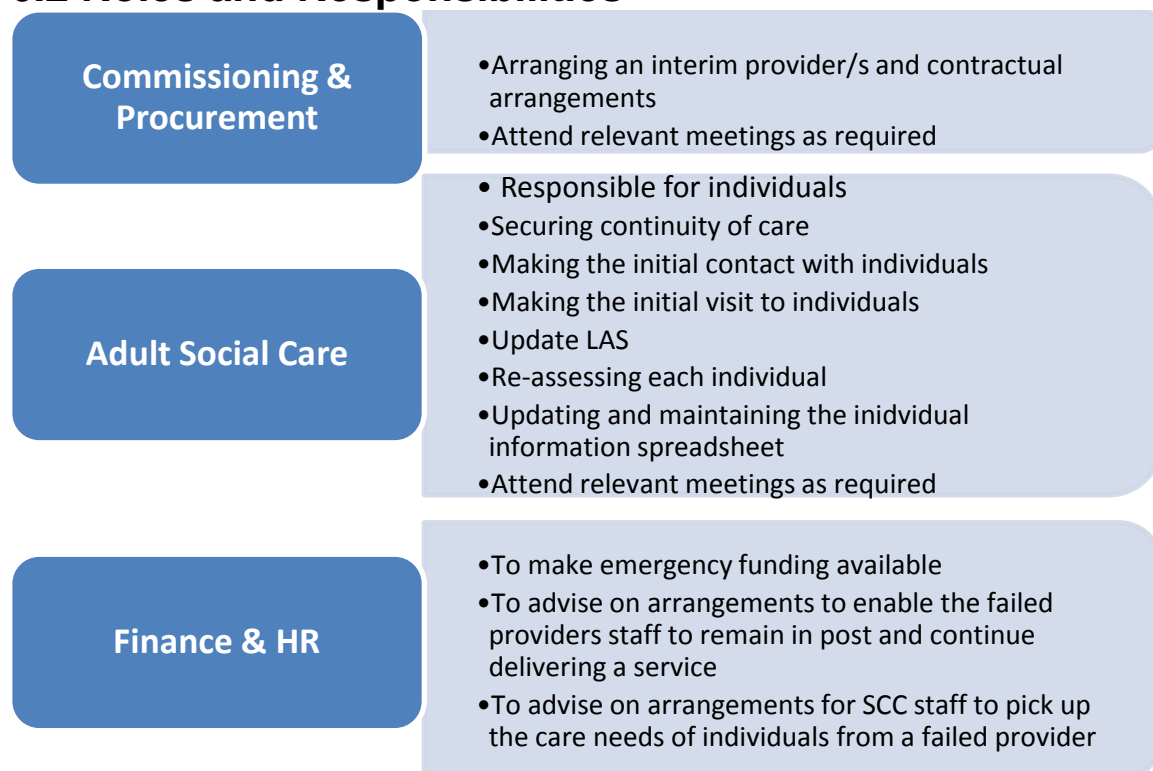 Roles and Responsibilities
Commissioning &
Procurement
•Arranging an interim provider/s and contractual
arrangements
•Attend relevant meetings as required
Adult Social Care
• Responsible for individuals
•Securing continuity of care
•Making the initial contact with individuals
•Making the initial visit to individuals
•Update LAS
•Re-assessing each individual
•Updating and maintaining the inidvidual
information spreadsheet
•Attend relevant meetings as required
Finance & HR
•To make emergency funding available
•To advise on arrangements to enable the failed
providers staff to remain in post and continue
delivering a service
•To advise on arrangements for SCC staff to pick up
the care needs of individuals from a failed provider